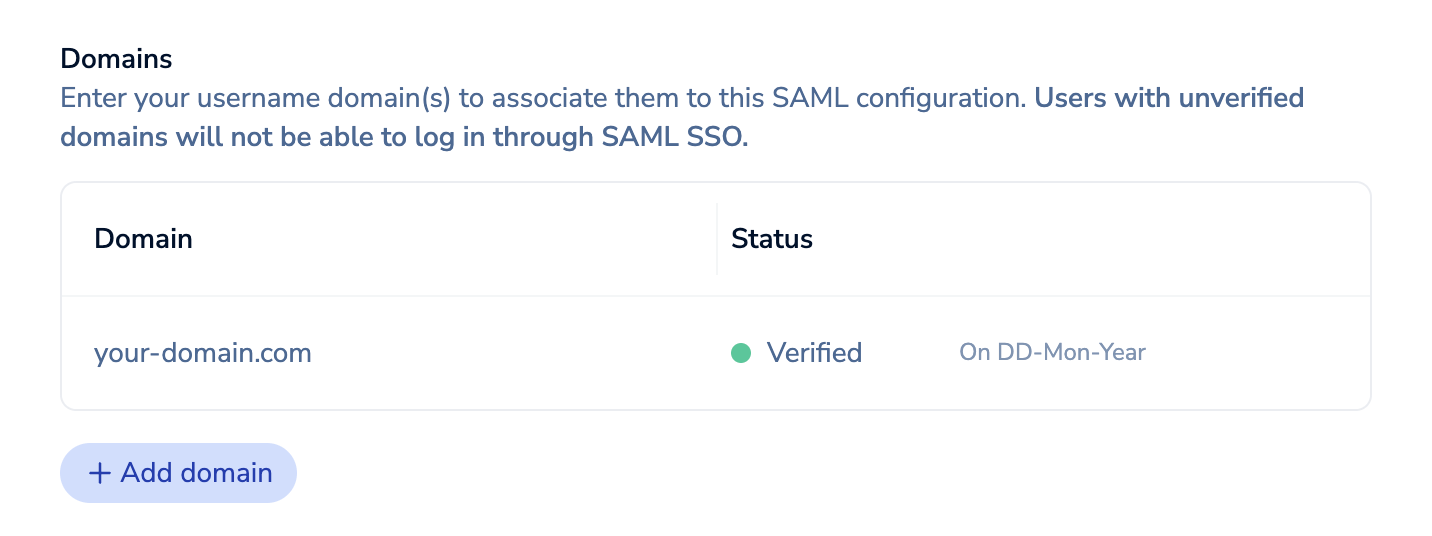 Domains
Enter your username domain(s) to associate them to this SAML configuration. Users with unverified
domains will not be able to log in through SAML SSO.
Domain Status
your-domain.com Verified On DD-Mon-Year
+ Add domain